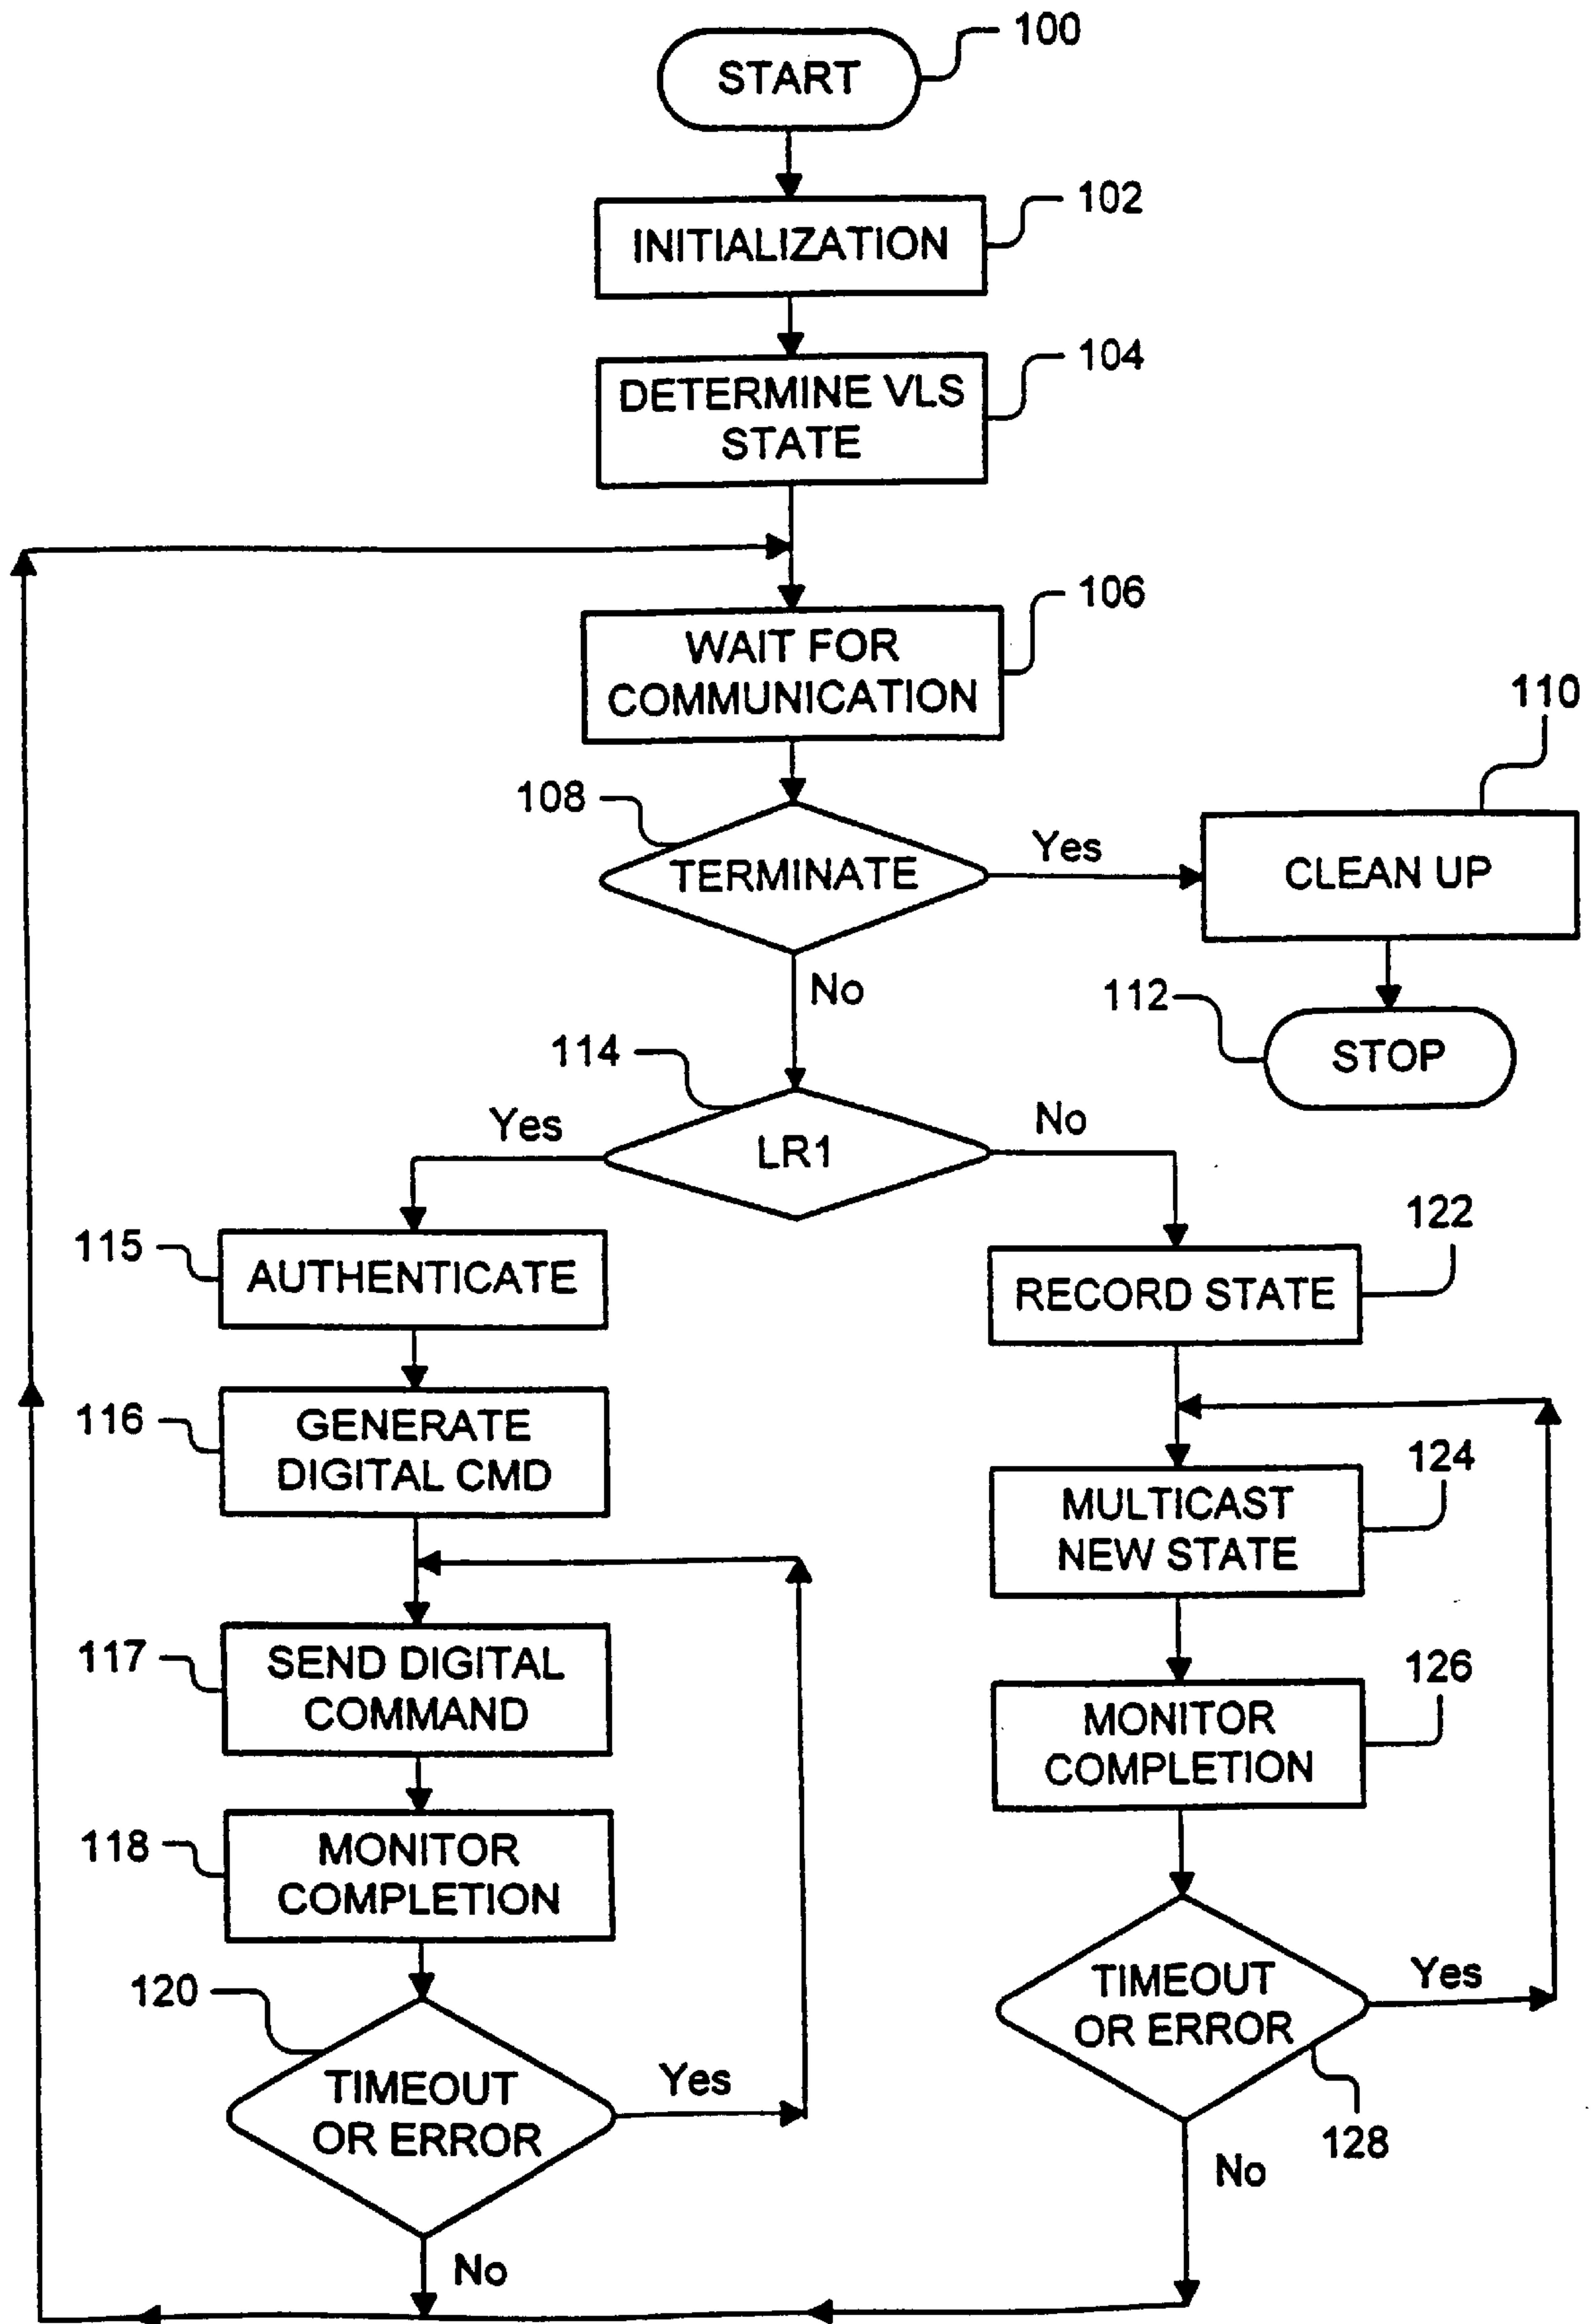 100
START
102
INITIALIZATION
104
DETERMINE VLS
STATE
106
WAIT FOR
COMMUNICATION
110
108
TERMINATE
Yes
CLEAN UP
No
112
STOP
114
Yes
LR1
No
115
AUTHENTICATE
122
RECORD STATE
116
GENERATE
DIGITAL CMD
124
MULTICAST
NEW STATE
117
SEND DIGITAL
COMMAND
126
MONITOR
COMPLETION
118
MONITOR
COMPLETION
120
TIMEOUT
OR ERROR
Yes
No
TIMEOUT
OR ERROR
Yes
128
No